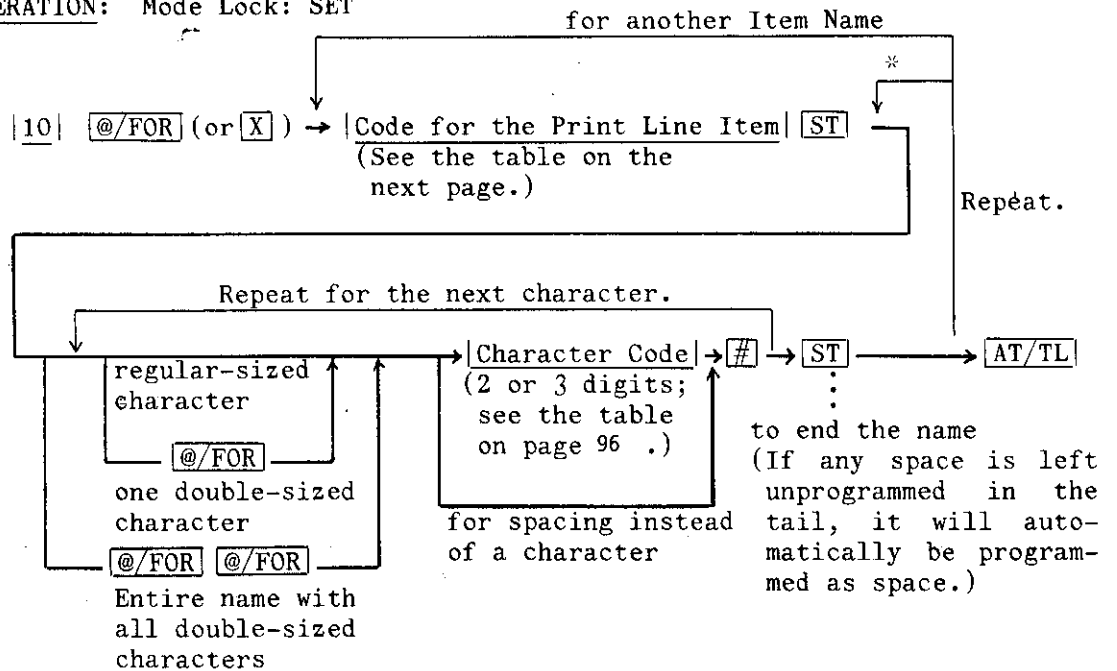 ERATION: Mode Lock: SET
for another Item Name
*
|10| @/FOR (or X) → |Code for the Print Line Item| ST
(See the table on the
next page.)
Repeat.
Repeat for the next character.
regular-sized
character
@/FOR
one double-sized
character
@/FOR @/FOR
Entire name with
all double-sized
characters
|Character Code| → # → ST → AT/TL
(2 or 3 digits;
see the table
on page 96 .)
for spacing instead
of a character
to end the name
(If any space is left
unprogrammed in the
tail, it will auto-
matically be program-
med as space.)